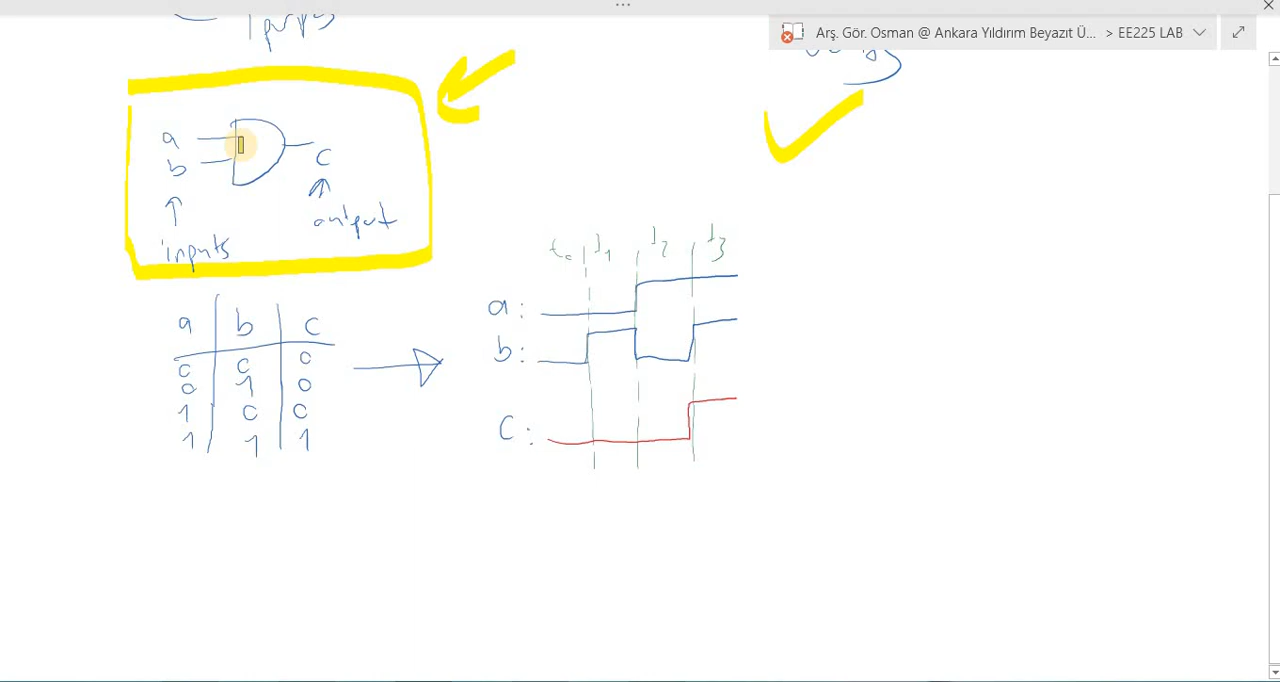 Arş. Gör. Osman @ Ankara Yıldırım Beyazıt Ü... > EE225 LAB
a
b
c
output
inputs
t₀ t₁ t₂ t₃
a:
b:
C:
a b c
0 0 0
0 1 0
1 0 0
1 1 1